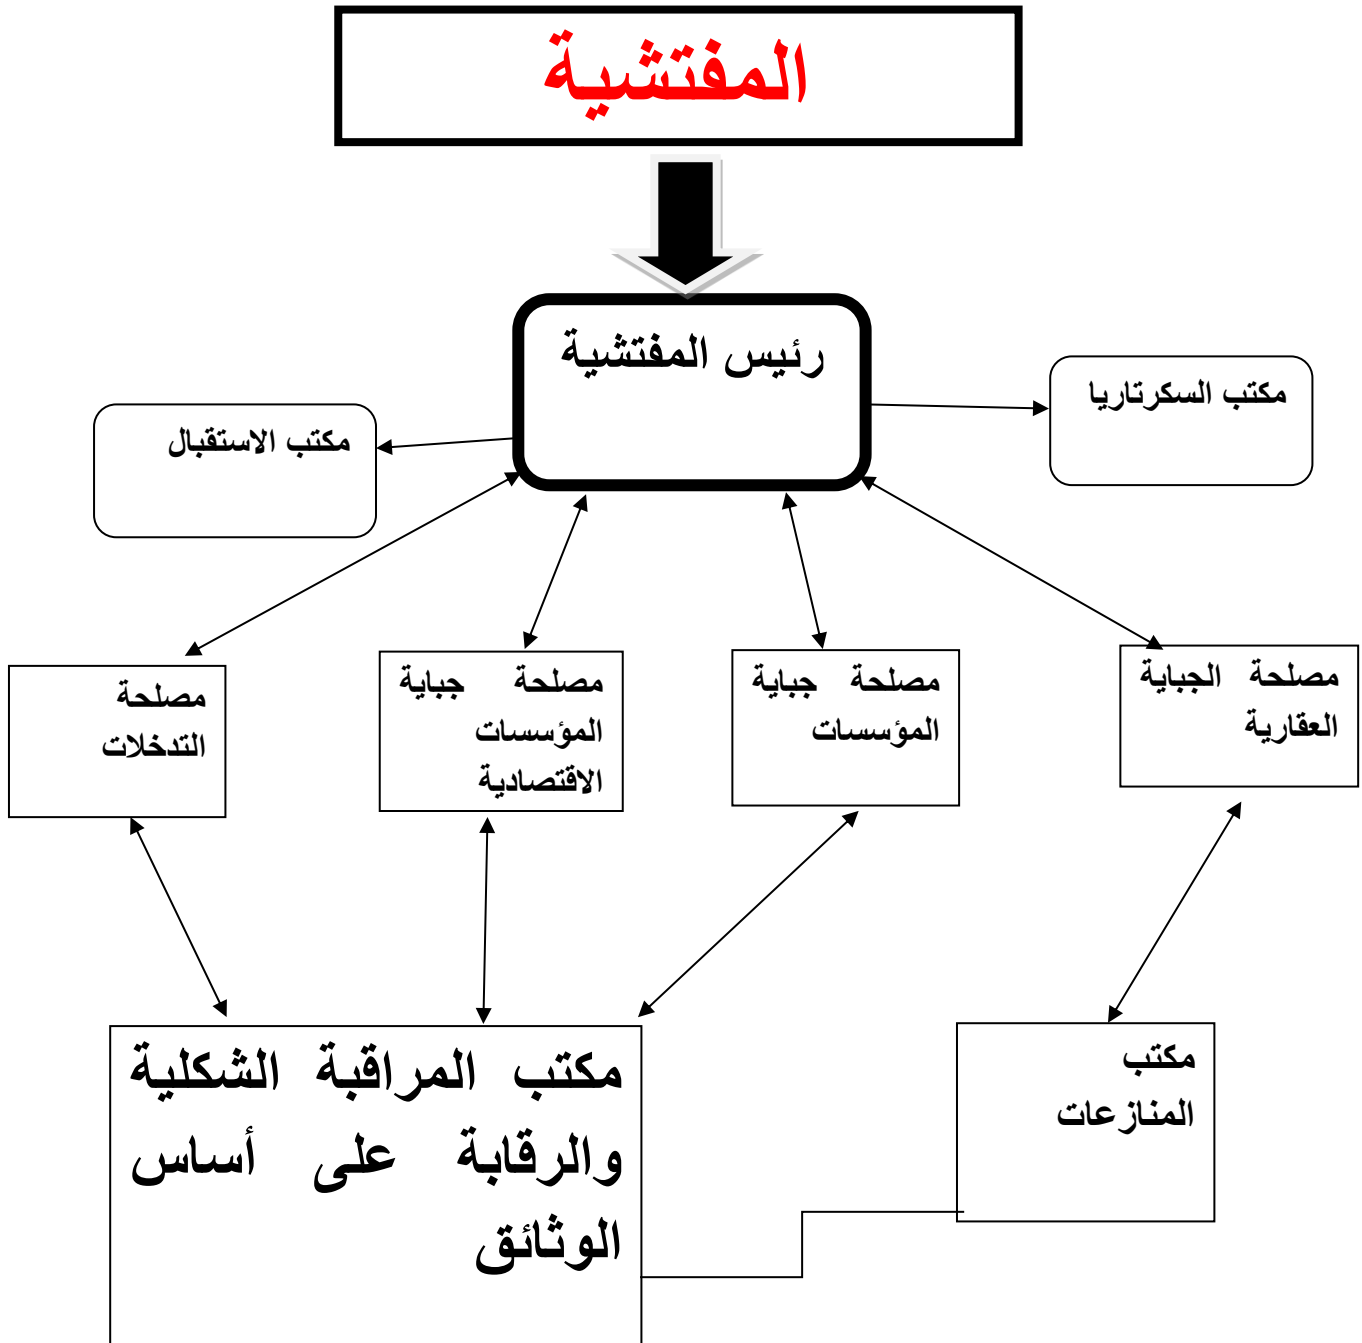 المفتشية
رئيس المفتشية
مكتب السكرتاريا
مكتب الاستقبال
مصلحة الجباية
العقارية
مصلحة جباية
المؤسسات
مصلحة جباية
المؤسسات
الاقتصادية
مصلحة
التدخلات
مكتب
المنازعات
مكتب المراقبة الشكلية
والرقابة على أساس
الوثائق